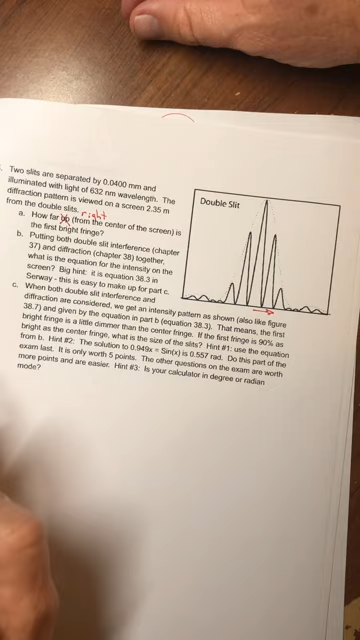 Two slits are separated by 0.0400 mm and
illuminated with light of 632 nm wavelength. The
diffraction pattern is viewed on a screen 2.35 m
from the double slits.
right
a. How far up (from the center of the screen) is
the first bright fringe?
b. Putting both double slit interference (chapter
37) and diffraction (chapter 38) together,
what is the equation for the intensity on the
screen? Big hint: it is equation 38.3 in
Serway - this is easy to make up for part c.
c. When both double slit interference and
diffraction are considered, we get an intensity pattern as shown (also like figure
38.7) and given by the equation in part b (equation 38.3). That means, the first
bright fringe is a little dimmer than the center fringe. If the first fringe is 90% as
bright as the center fringe, what is the size of the slits? Hint #1: use the equation
from b. Hint #2: The solution to 0.949x = Sin(x) is 0.557 rad. Do this part of the
exam last. It is only worth 5 points. The other questions on the exam are worth
more points and are easier. Hint #3: Is your calculator in degree or radian
mode?
Double Slit